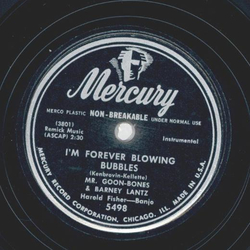 Mercury
MERCO PLASTIC NON-BREAKABLE UNDER NORMAL USE
(3801)
Remick Music
(ASCAP) 2:30
Instrumental
I'M FOREVER BLOWING
BUBBLES
(Kenbrovin-Kellette)
MR. GOON-BONES
& BARNEY LANTZ
Harold Fisher—Banjo
5498
MERCURY RECORD CORPORATION, CHICAGO, ILL. MADE IN U.S.A.